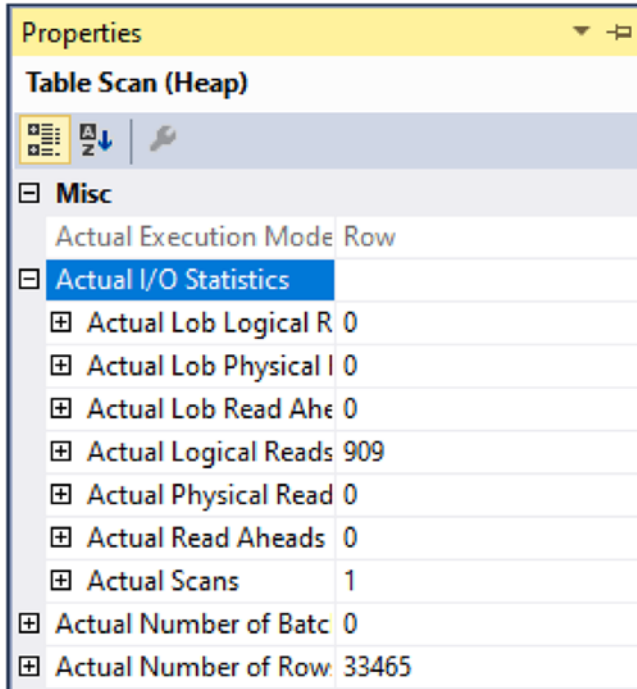 Properties
Table Scan (Heap)
A
Z
Misc
Actual Execution Mode Row
Actual I/O Statistics
Actual Lob Logical R 0
Actual Lob Physical 0
Actual Lob Read Ahe 0
Actual Logical Reads 909
Actual Physical Read 0
Actual Read Aheads 0
Actual Scans 1
Actual Number of Batc 0
Actual Number of Row 33465